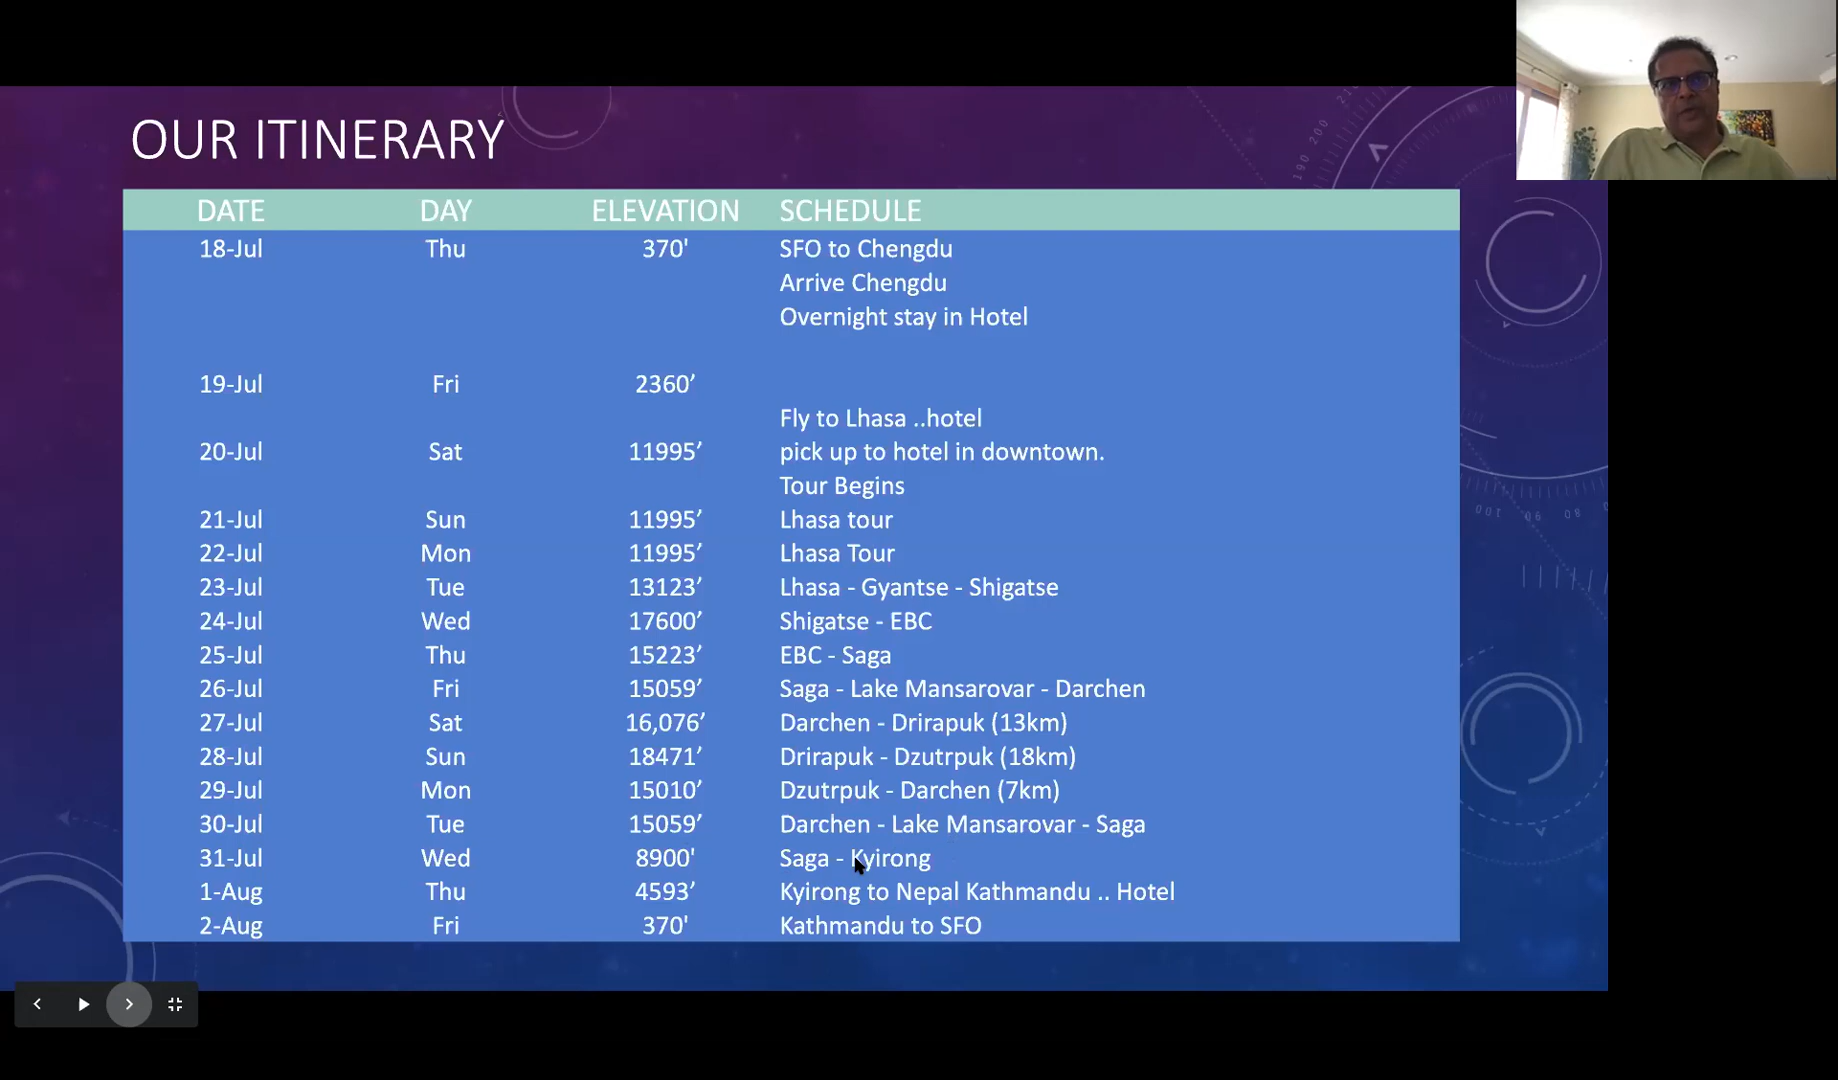 OUR ITINERARY
DATE DAY ELEVATION SCHEDULE
18-Jul Thu 370' SFO to Chengdu
Arrive Chengdu
Overnight stay in Hotel
19-Jul Fri 2360’
Fly to Lhasa ..hotel
20-Jul Sat 11995’ pick up to hotel in downtown.
Tour Begins
21-Jul Sun 11995’ Lhasa tour
22-Jul Mon 11995’ Lhasa Tour
23-Jul Tue 13123’ Lhasa - Gyantse - Shigatse
24-Jul Wed 17600’ Shigatse - EBC
25-Jul Thu 15223’ EBC - Saga
26-Jul Fri 15059’ Saga - Lake Mansarovar - Darchen
27-Jul Sat 16,076’ Darchen - Drirapuk (13km)
28-Jul Sun 18471’ Drirapuk - Dzutrpuk (18km)
29-Jul Mon 15010’ Dzutrpuk - Darchen (7km)
30-Jul Tue 15059’ Darchen - Lake Mansarovar - Saga
31-Jul Wed 8900' Saga - Kyirong
1-Aug Thu 4593’ Kyirong to Nepal Kathmandu .. Hotel
2-Aug Fri 370' Kathmandu to SFO
190 200 210
100 90 80